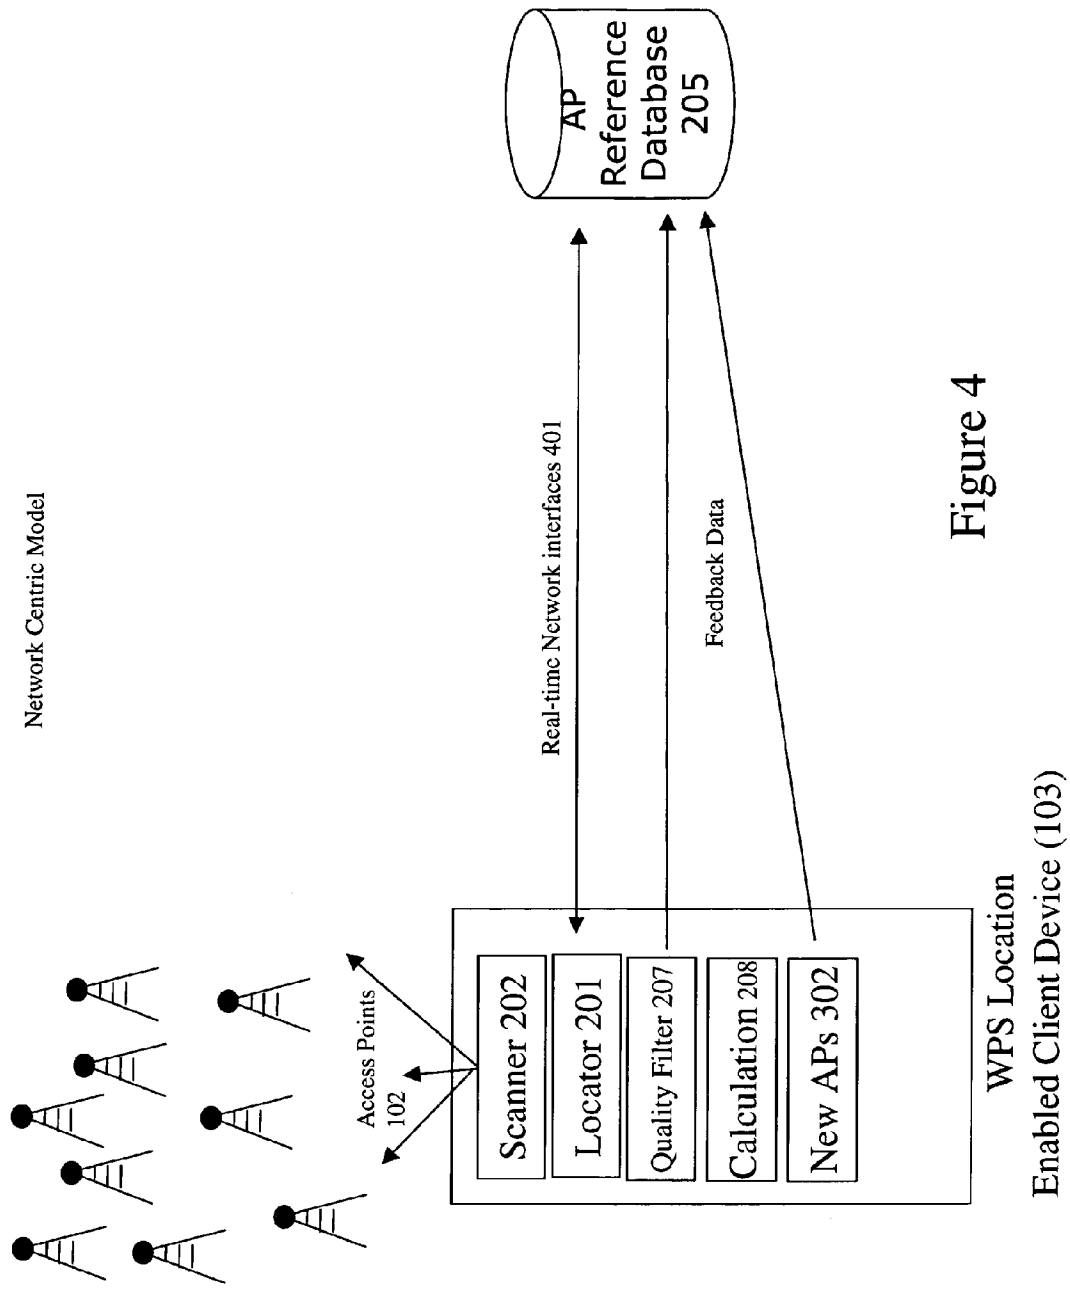 Network Centric Model
Access Points
102
Scanner 202
Locator 201
Quality Filter 207
Calculation 208
New APs 302
WPS Location
Enabled Client Device (103)
Real-time Network interfaces 401
Feedback Data
AP
Reference
Database
205
Figure 4